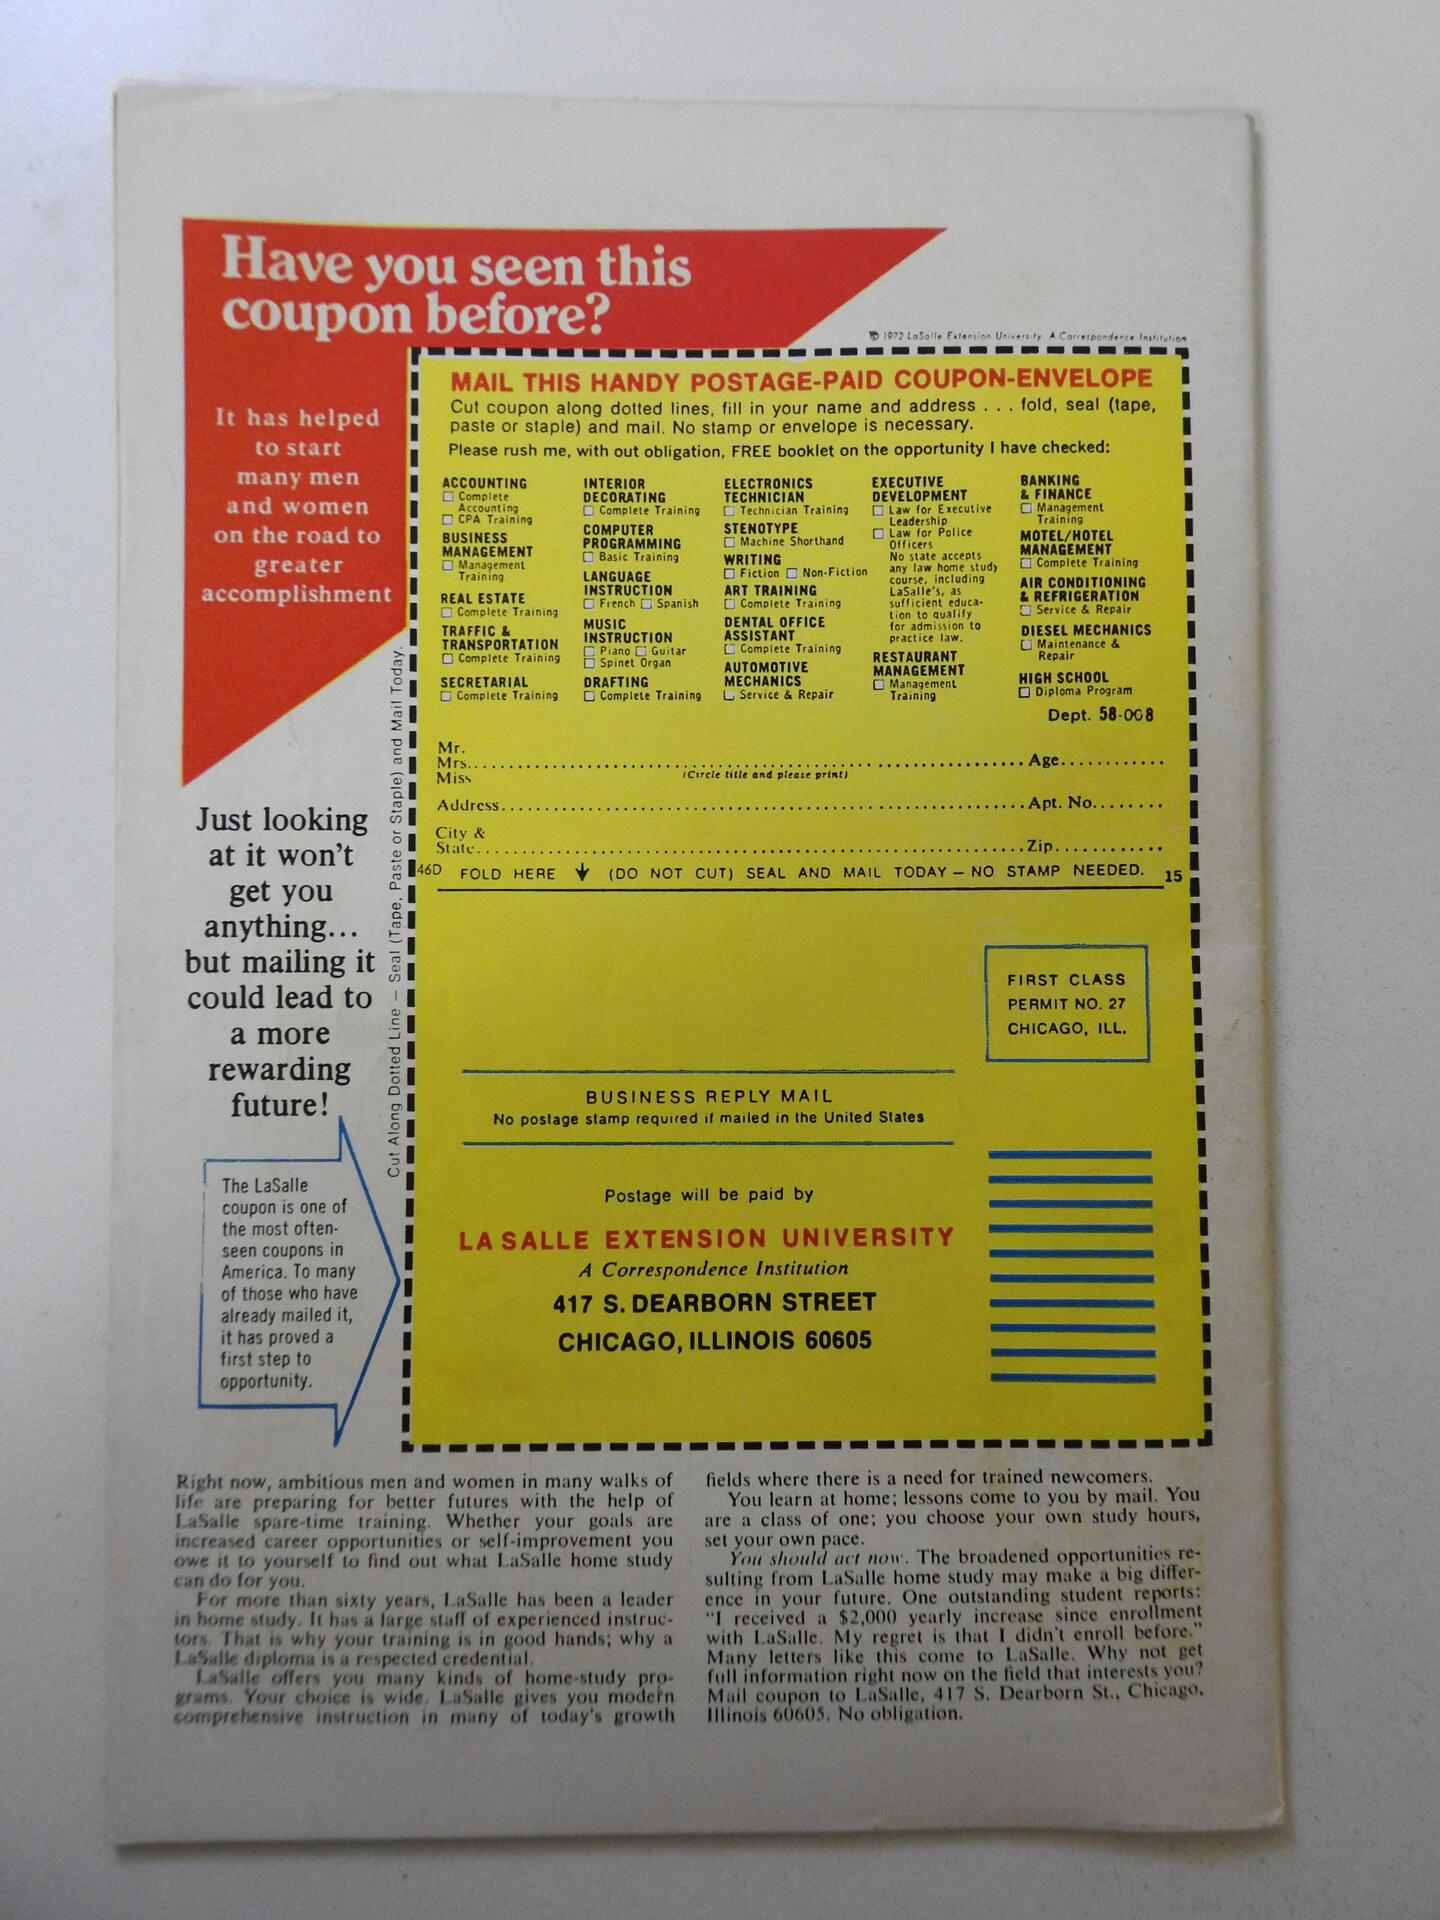 Have you seen this
coupon before?
It has helped
to start
many men
and women
on the road to
greater
accomplishment
© 1972 LaSalle Extension University A Correspondence Institution
MAIL THIS HANDY POSTAGE-PAID COUPON-ENVELOPE
Cut coupon along dotted lines, fill in your name and address . . . fold, seal (tape,
paste or staple) and mail. No stamp or envelope is necessary.
Please rush me, with out obligation, FREE booklet on the opportunity I have checked:
ACCOUNTING
☐ Complete
Accounting
☐ CPA Training
BUSINESS
MANAGEMENT
☐ Management
Training
REAL ESTATE
☐ Complete Training
TRAFFIC &
TRANSPORTATION
☐ Complete Training
SECRETARIAL
☐ Complete Training
INTERIOR
DECORATING
☐ Complete Training
COMPUTER
PROGRAMMING
☐ Basic Training
LANGUAGE
INSTRUCTION
☐ French ☐ Spanish
MUSIC
INSTRUCTION
☐ Piano ☐ Guitar
☐ Spinet Organ
DRAFTING
☐ Complete Training
ELECTRONICS
TECHNICIAN
☐ Technician Training
STENOTYPE
☐ Machine Shorthand
WRITING
☐ Fiction ☐ Non-Fiction
ART TRAINING
☐ Complete Training
DENTAL OFFICE
ASSISTANT
☐ Complete Training
AUTOMOTIVE
MECHANICS
☐ Service & Repair
EXECUTIVE
DEVELOPMENT
☐ Law for Executive
Leadership
☐ Law for Police
Officers
No state accepts
any law home study
course, including
LaSalle's, as
sufficient educa-
tion to qualify
for admission to
practice law.
RESTAURANT
MANAGEMENT
☐ Management
Training
BANKING
& FINANCE
☐ Management
Training
MOTEL/HOTEL
MANAGEMENT
☐ Complete Training
AIR CONDITIONING
& REFRIGERATION
☐ Service & Repair
DIESEL MECHANICS
☐ Maintenance &
Repair
HIGH SCHOOL
☐ Diploma Program
Dept. 58-008
Mr.
Mrs. Age
Miss (Circle title and please print)
Address Apt. No.
City &
State Zip
46D FOLD HERE ↓ (DO NOT CUT) SEAL AND MAIL TODAY — NO STAMP NEEDED. 15
Cut Along Dotted Line — Seal (Tape, Paste or Staple) and Mail Today.
Just looking
at it won't
get you
anything...
but mailing it
could lead to
a more
rewarding
future!
The LaSalle
coupon is one of
the most often-
seen coupons in
America. To many
of those who have
already mailed it,
it has proved a
first step to
opportunity.
FIRST CLASS
PERMIT NO. 27
CHICAGO, ILL.
BUSINESS REPLY MAIL
No postage stamp required if mailed in the United States
Postage will be paid by
LA SALLE EXTENSION UNIVERSITY
A Correspondence Institution
417 S. DEARBORN STREET
CHICAGO, ILLINOIS 60605
Right now, ambitious men and women in many walks of
life are preparing for better futures with the help of
LaSalle spare-time training. Whether your goals are
increased career opportunities or self-improvement you
owe it to yourself to find out what LaSalle home study
can do for you.
For more than sixty years, LaSalle has been a leader
in home study. It has a large staff of experienced instruc-
tors. That is why your training is in good hands; why a
LaSalle diploma is a respected credential.
LaSalle offers you many kinds of home-study pro-
grams. Your choice is wide. LaSalle gives you modern
comprehensive instruction in many of today's growth
fields where there is a need for trained newcomers.
You learn at home; lessons come to you by mail. You
are a class of one; you choose your own study hours,
set your own pace.
You should act now. The broadened opportunities re-
sulting from LaSalle home study may make a big differ-
ence in your future. One outstanding student reports:
"I received a $2,000 yearly increase since enrollment
with LaSalle. My regret is that I didn't enroll before."
Many letters like this come to LaSalle. Why not get
full information right now on the field that interests you?
Mail coupon to LaSalle, 417 S. Dearborn St., Chicago,
Illinois 60605. No obligation.